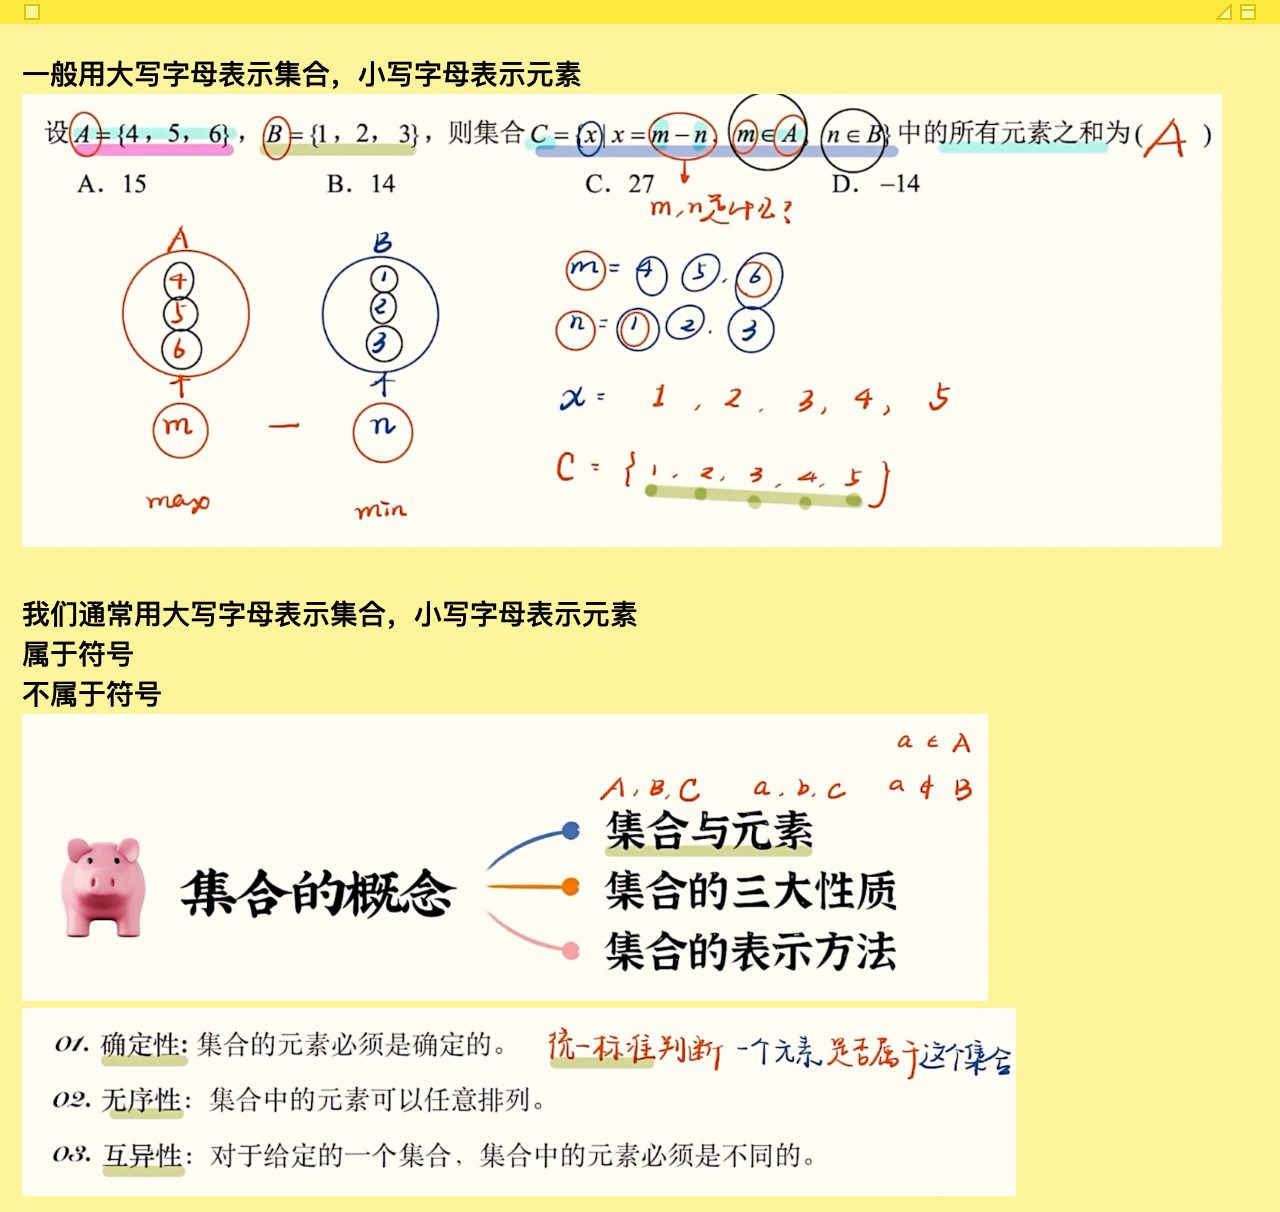 一般用大写字母表示集合，小写字母表示元素
设A={4，5，6}，B={1，2，3}，则集合C={x|x=m−n，m∈A，n∈B}中的所有元素之和为( A )
A．15 B．14 C．27 D．−14
m,n是什么?
A B
4 1 m= 4 5. 6
5 2
6 3 n= 1 2. 3
x= 1 , 2 , 3, 4, 5
m — n
C={1, 2, 3, 4, 5}
max min
我们通常用大写字母表示集合，小写字母表示元素
属于符号
不属于符号
a∈A
A, B, C a, b, c a∉B
集合与元素
集合的概念
集合的三大性质
集合的表示方法
01. 确定性: 集合的元素必须是确定的。 统一标准判断一个元素是否属于这个集合
02. 无序性：集合中的元素可以任意排列。
03. 互异性：对于给定的一个集合，集合中的元素必须是不同的。